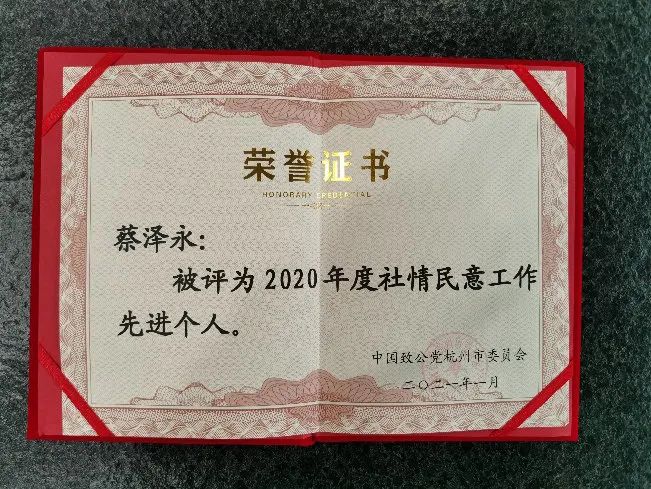 荣誉证书
HONORARY CREDENTIAL
蔡泽永：
被评为2020年度社情民意工作
先进个人。
中国致公党杭州市委员会
二〇二一年一月